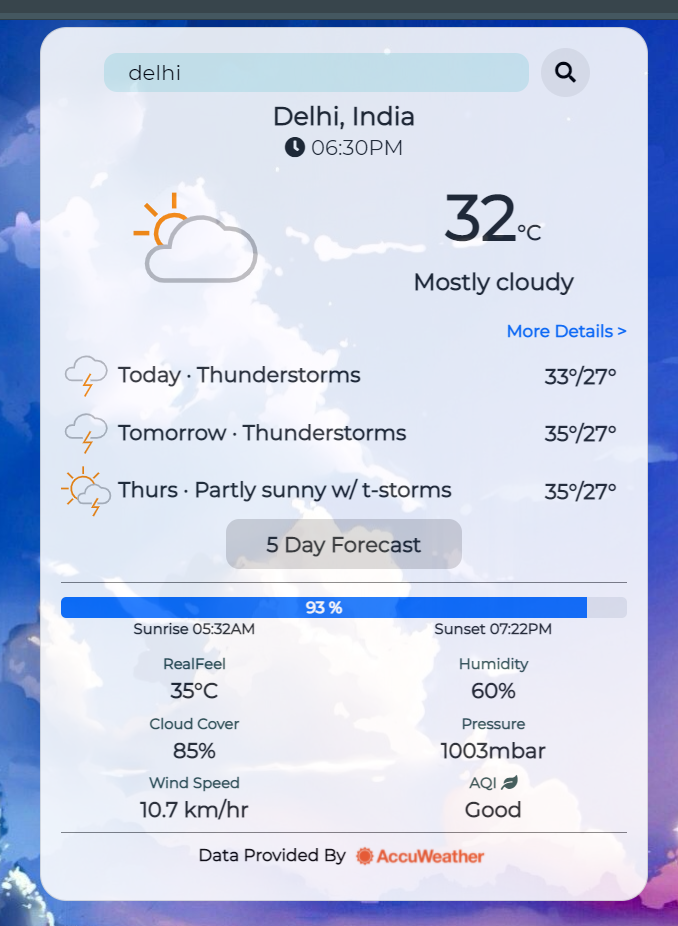 delhi
Delhi, India
06:30PM
32°C
Mostly cloudy
More Details >
Today · Thunderstorms 33°/27°
Tomorrow · Thunderstorms 35°/27°
Thurs · Partly sunny w/ t-storms 35°/27°
5 Day Forecast
93 %
Sunrise 05:32AM Sunset 07:22PM
RealFeel Humidity
35°C 60%
Cloud Cover Pressure
85% 1003mbar
Wind Speed AQI
10.7 km/hr Good
Data Provided By AccuWeather